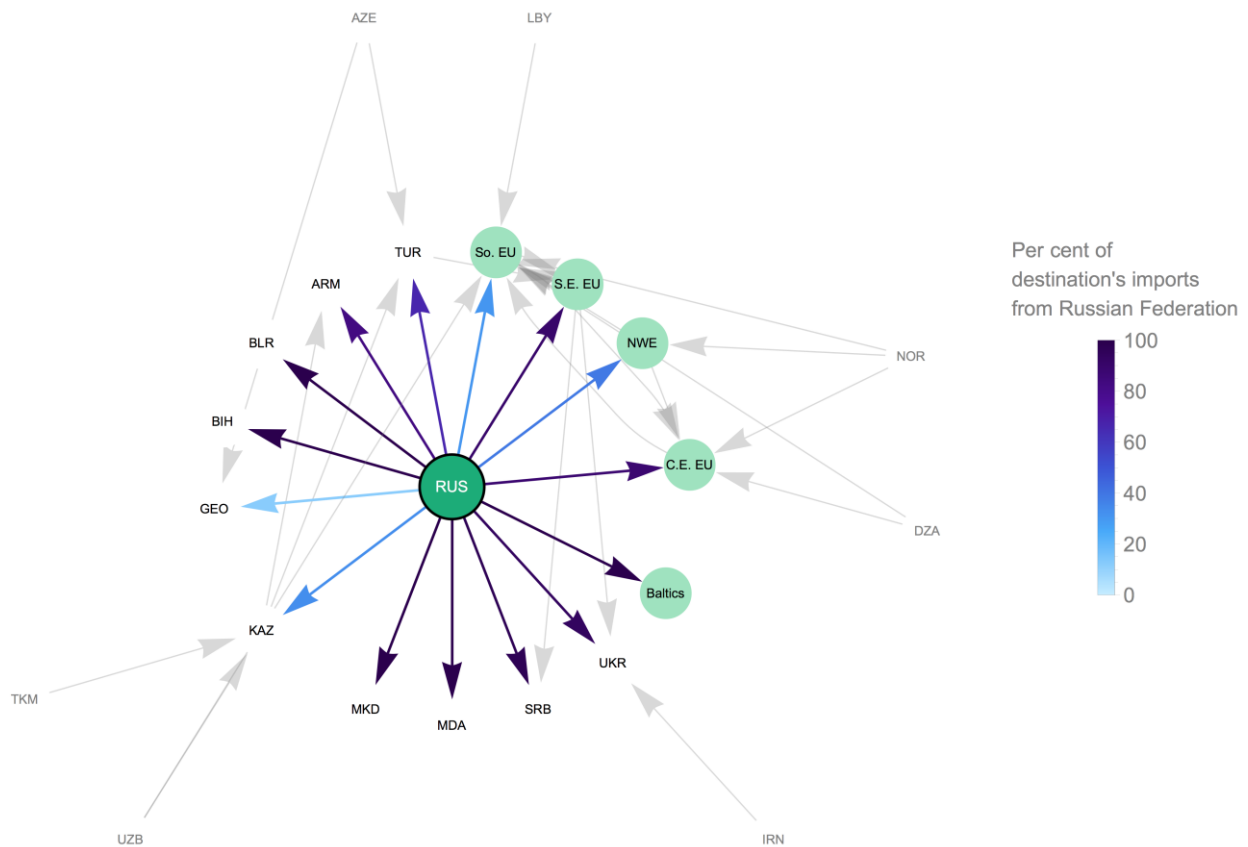 AZE
LBY
TUR
So. EU
S.E. EU
ARM
BLR
NWE
NOR
BIH
C.E. EU
RUS
GEO
DZA
Baltics
KAZ
UKR
TKM
MKD
MDA
SRB
UZB
IRN
Per cent of
destination's imports
from Russian Federation
100
80
60
40
20
0